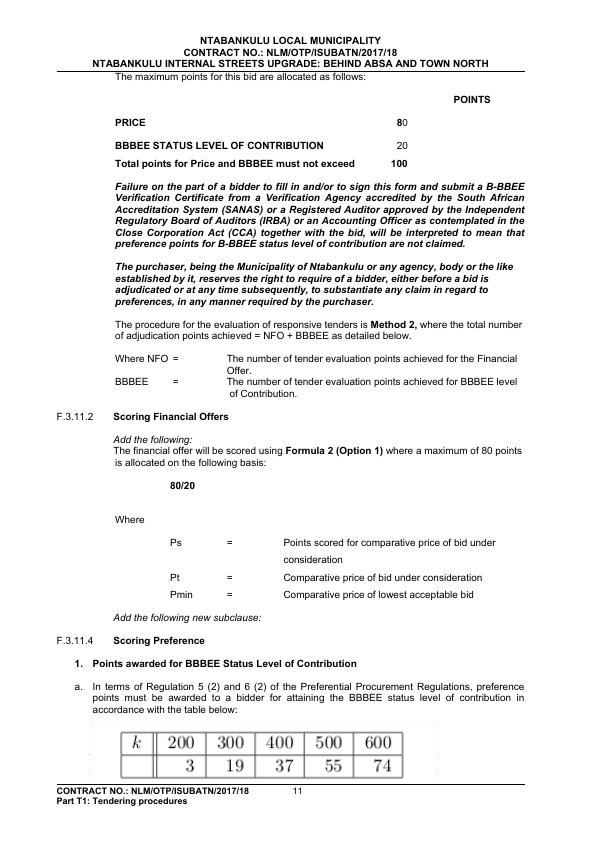 NTABANKULU LOCAL MUNICIPALITY
CONTRACT NO.: NLM/OTP/ISUBATN/2017/18
NTABANKULU INTERNAL STREETS UPGRADE: BEHIND ABSA AND TOWN NORTH
The maximum points for this bid are allocated as follows:
POINTS
PRICE 80
BBBEE STATUS LEVEL OF CONTRIBUTION 20
Total points for Price and BBBEE must not exceed 100
Failure on the part of a bidder to fill in and/or to sign this form and submit a B-BBEE
Verification Certificate from a Verification Agency accredited by the South African
Accreditation System (SANAS) or a Registered Auditor approved by the Independent
Regulatory Board of Auditors (IRBA) or an Accounting Officer as contemplated in the
Close Corporation Act (CCA) together with the bid, will be interpreted to mean that
preference points for B-BBEE status level of contribution are not claimed.
The purchaser, being the Municipality of Ntabankulu or any agency, body or the like
established by it, reserves the right to require of a bidder, either before a bid is
adjudicated or at any time subsequently, to substantiate any claim in regard to
preferences, in any manner required by the purchaser.
The procedure for the evaluation of responsive tenders is Method 2, where the total number
of adjudication points achieved = NFO + BBBEE as detailed below.
Where NFO = The number of tender evaluation points achieved for the Financial
Offer.
BBBEE = The number of tender evaluation points achieved for BBBEE level
of Contribution.
F.3.11.2 Scoring Financial Offers
Add the following:
The financial offer will be scored using Formula 2 (Option 1) where a maximum of 80 points
is allocated on the following basis:
80/20
Where
Ps = Points scored for comparative price of bid under
consideration
Pt = Comparative price of bid under consideration
Pmin = Comparative price of lowest acceptable bid
Add the following new subclause:
F.3.11.4 Scoring Preference
1. Points awarded for BBBEE Status Level of Contribution
a. In terms of Regulation 5 (2) and 6 (2) of the Preferential Procurement Regulations, preference
points must be awarded to a bidder for attaining the BBBEE status level of contribution in
accordance with the table below:
k 200 300 400 500 600
3 19 37 55 74
CONTRACT NO.: NLM/OTP/ISUBATN/2017/18 11
Part T1: Tendering procedures